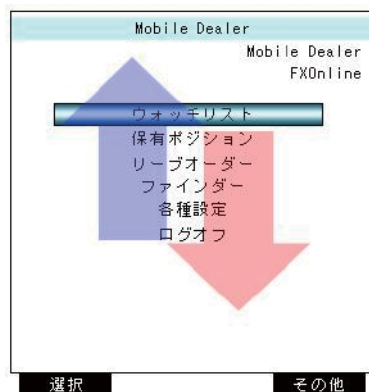 Mobile Dealer
Mobile Dealer
FXOnline
ウォッチリスト
保有ポジション
リーブオーダー
ファインダー
各種設定
ログオフ
選択 その他